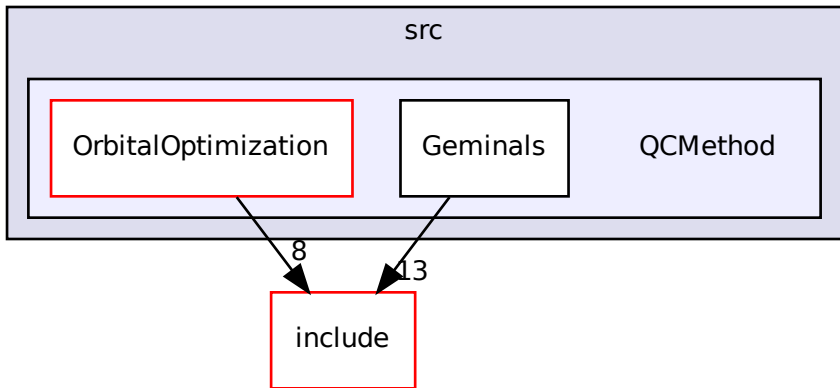 src
OrbitalOptimization
Geminals
QCMethod
8
13
include